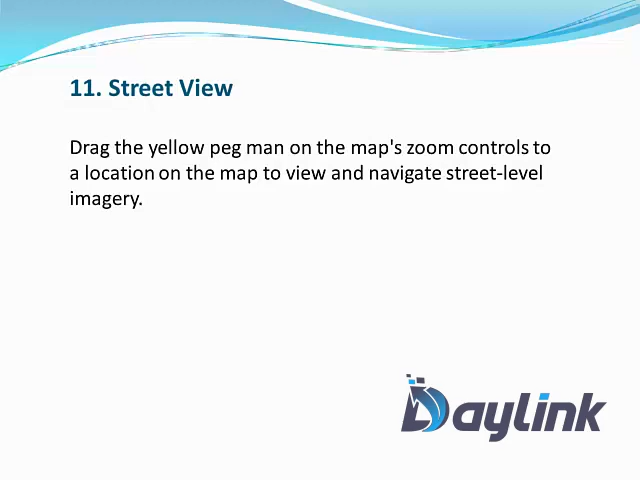 11. Street View
Drag the yellow peg man on the map's zoom controls to
a location on the map to view and navigate street-level
imagery.
Daylink